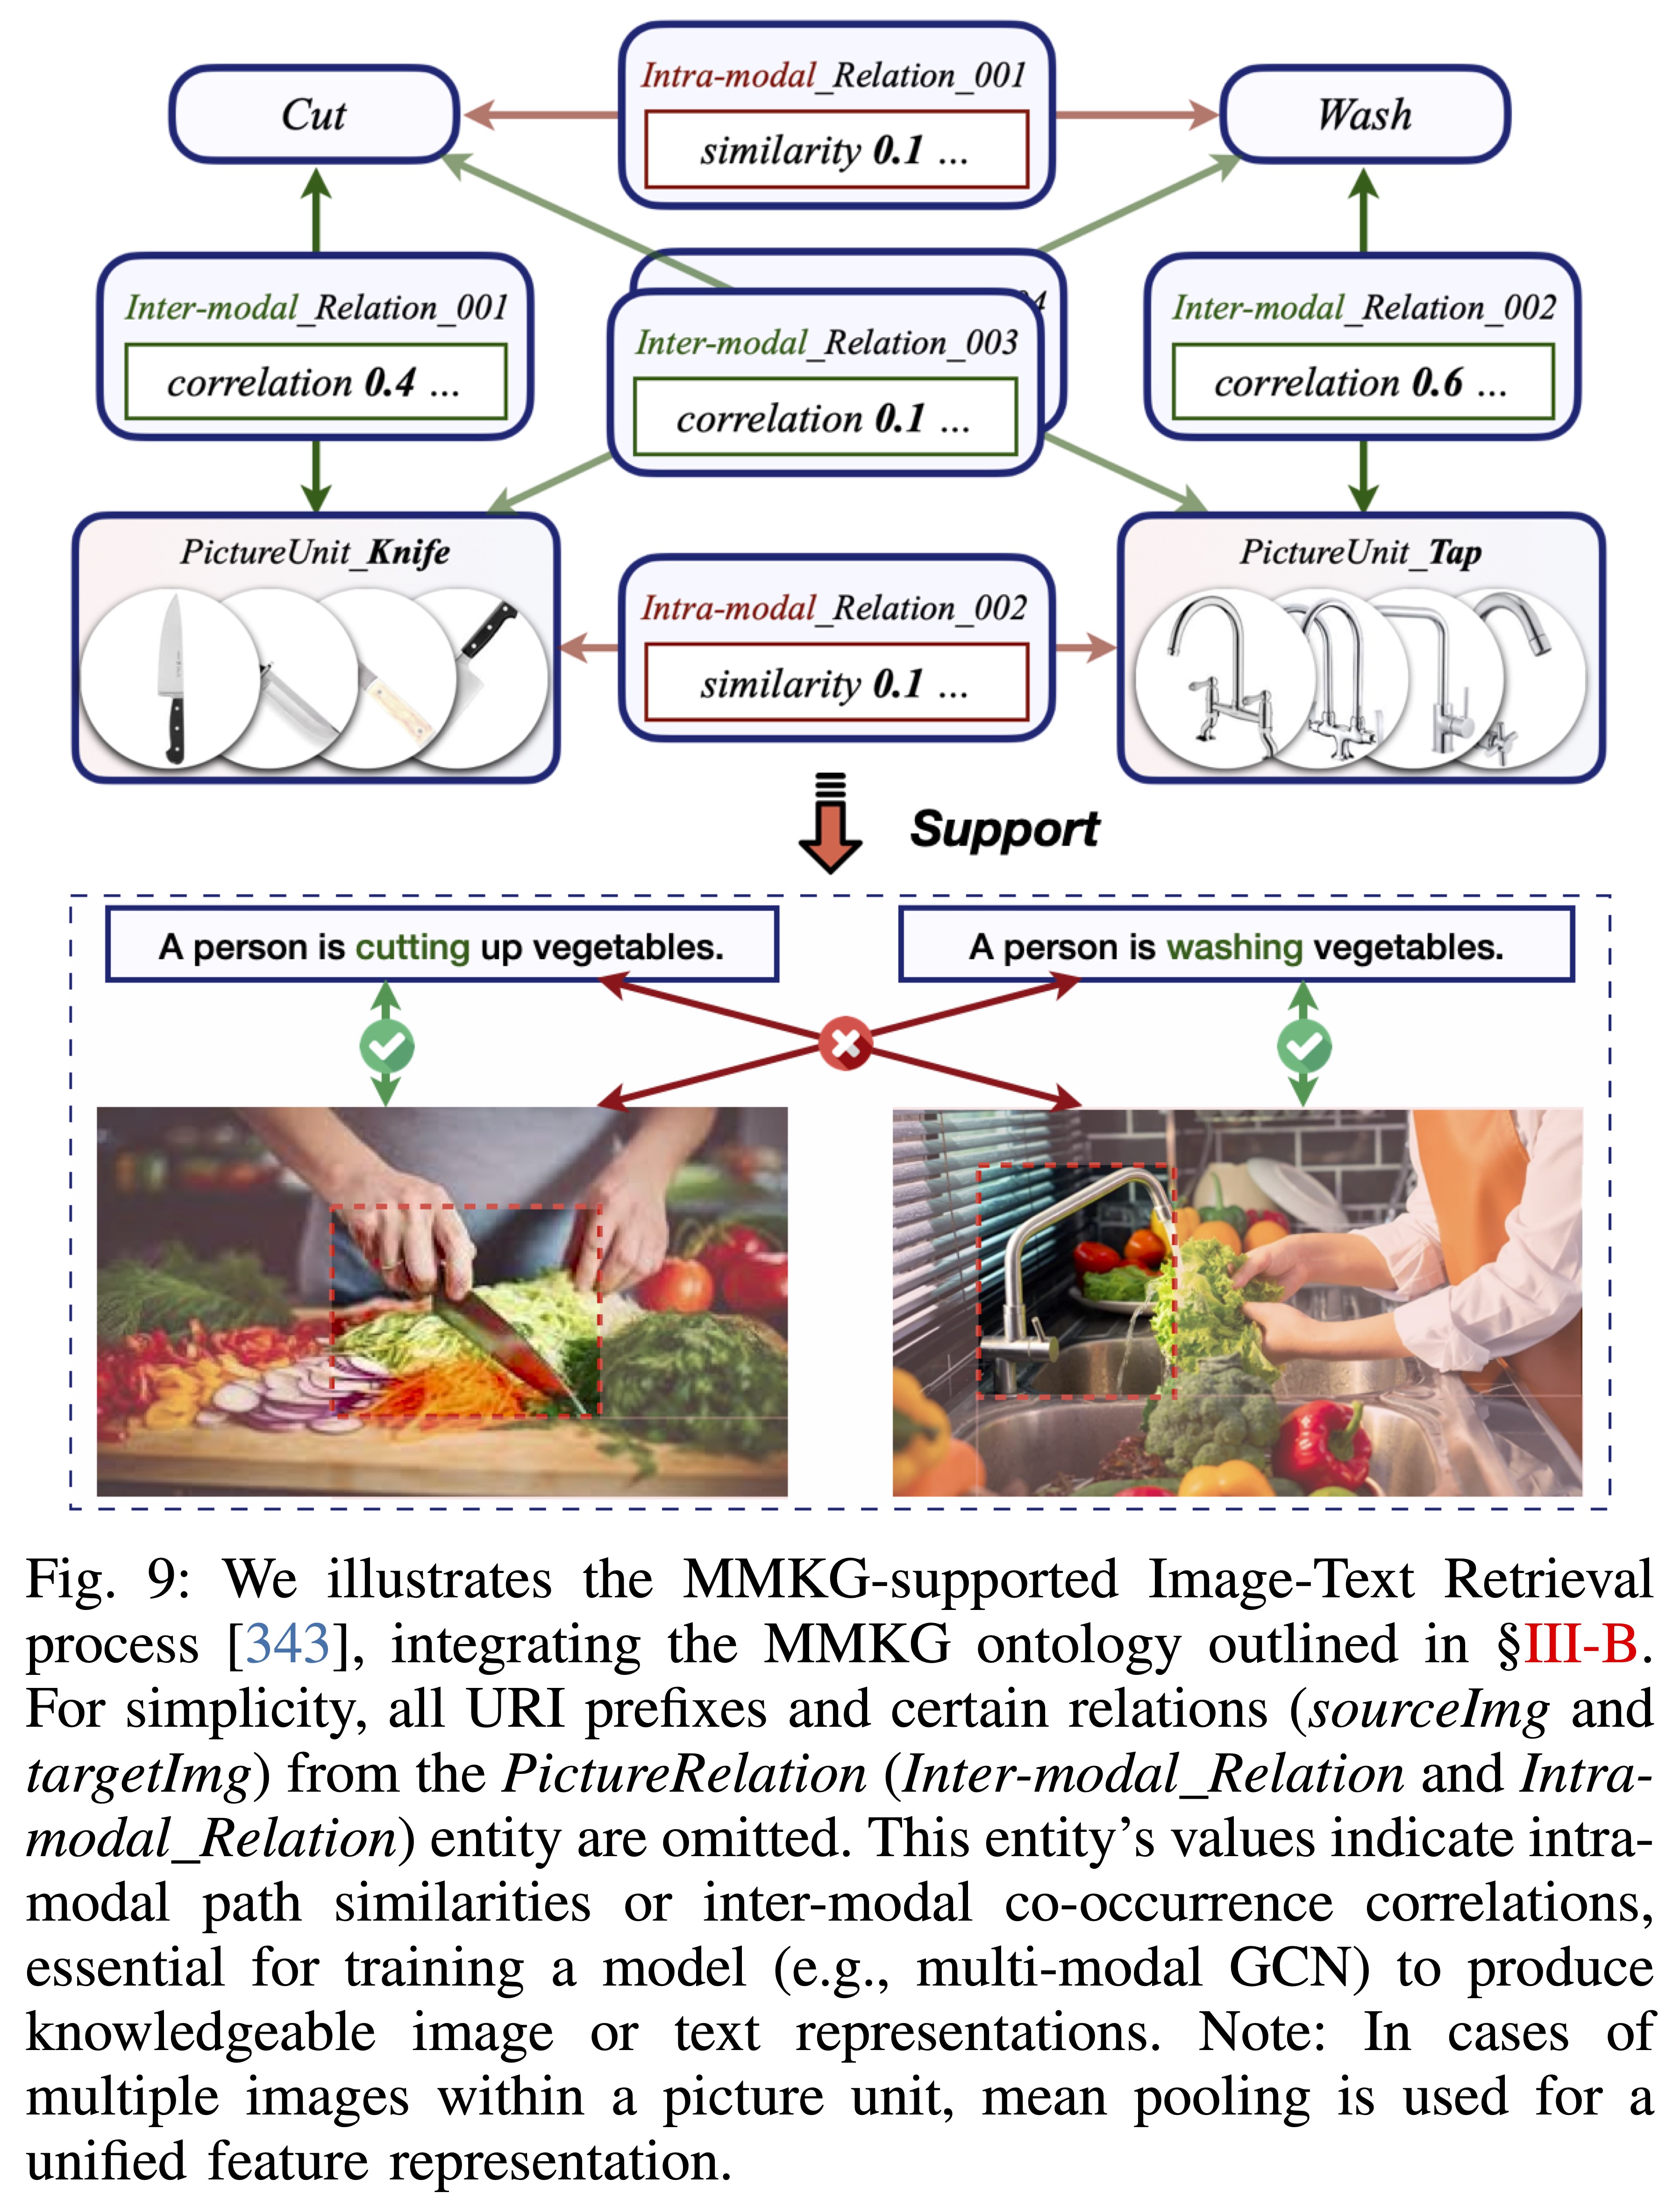 Intra-modal_Relation_001
Cut
Wash
similarity 0.1 ...
Inter-modal_Relation_001
Inter-modal_Relation_002
Inter-modal_Relation_003
correlation 0.4 ...
correlation 0.6 ...
correlation 0.1 ...
PictureUnit_Knife
PictureUnit_Tap
Intra-modal_Relation_002
similarity 0.1 ...
Support
A person is cutting up vegetables.
A person is washing vegetables.
Fig. 9: We illustrates the MMKG-supported Image-Text Retrieval
process [343], integrating the MMKG ontology outlined in §III-B.
For simplicity, all URI prefixes and certain relations (sourceImg and
targetImg) from the PictureRelation (Inter-modal_Relation and Intra-
modal_Relation) entity are omitted. This entity's values indicate intra-
modal path similarities or inter-modal co-occurrence correlations,
essential for training a model (e.g., multi-modal GCN) to produce
knowledgeable image or text representations. Note: In cases of
multiple images within a picture unit, mean pooling is used for a
unified feature representation.